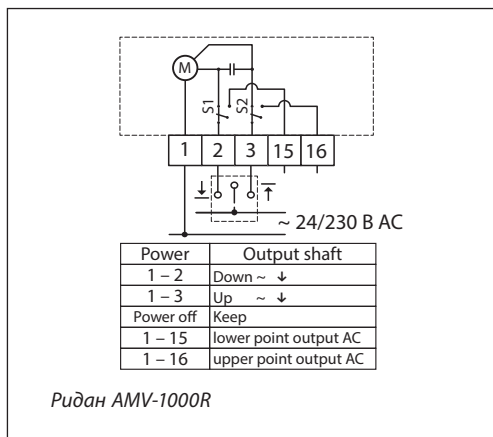 M
S1
S2
1 2 3 15 16
~ 24/230 В AC
Power Output shaft
1 – 2 Down ~ ↓
1 – 3 Up ~ ↓
Power off Keep
1 – 15 lower point output AC
1 – 16 upper point output AC
Ридан AMV-1000R